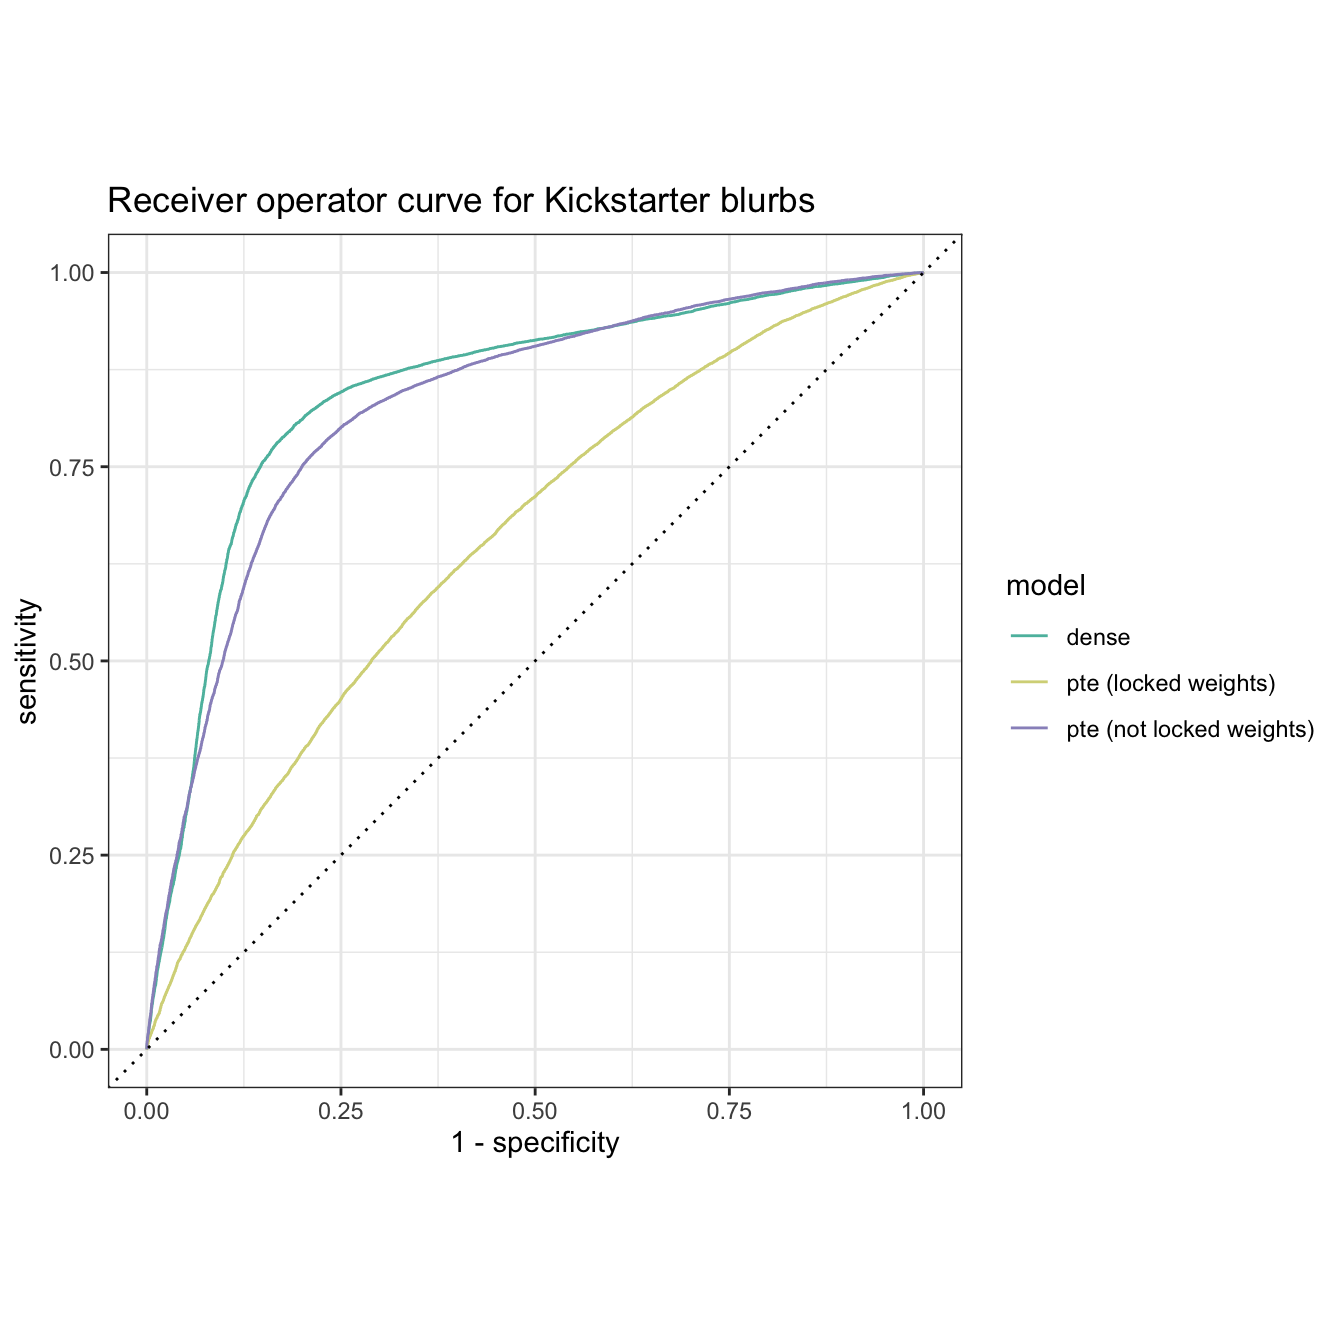 Receiver operator curve for Kickstarter blurbs
1.00
0.75
0.50
0.25
0.00
sensitivity
0.00 0.25 0.50 0.75 1.00
1 - specificity
model
dense
pte (locked weights)
pte (not locked weights)